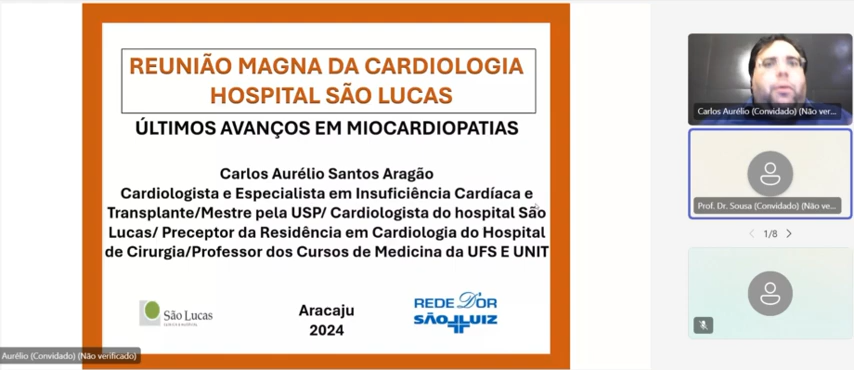 REUNIÃO MAGNA DA CARDIOLOGIA
HOSPITAL SÃO LUCAS
ÚLTIMOS AVANÇOS EM MIOCARDIOPATIAS
Carlos Aurélio Santos Aragão
Cardiologista e Especialista em Insuficiência Cardíaca e
Transplante/Mestre pela USP/ Cardiologista do hospital São
Lucas/ Preceptor da Residência em Cardiologia do Hospital
de Cirurgia/Professor dos Cursos de Medicina da UFS E UNIT
São Lucas
Aracaju
2024
REDE D'OR
SÃO LUIZ
Aurélio (Convidado) (Não verificado)
Carlos Aurélio (Convidado) (Não ver...
Prof. Dr. Sousa (Convidado) (Não ve...
1/8